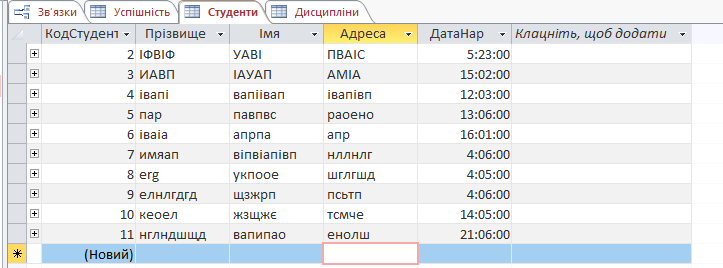 Зв'язки Успішність Студенти Дисципліни
КодСтудент Прізвище Імя Адреса ДатаНар Клацніть, щоб додати
2 ІФВІФ УАВІ ПВАІС 5:23:00
3 ИАВП ІАУАП АМІА 15:02:00
4 івапі вапіівап івапівп 12:03:00
5 пар павпвс раоено 13:06:00
6 іваіа апрпа апр 16:01:00
7 имяап віпвіапівп нллнлг 4:06:00
8 erg укпоое шглгшд 4:05:00
9 елнлгдгд щзжрп псьтп 4:06:00
10 кеоел жзщжє тсмче 14:05:00
11 нглндшщд вапипао енолш 21:06:00
(Новий)